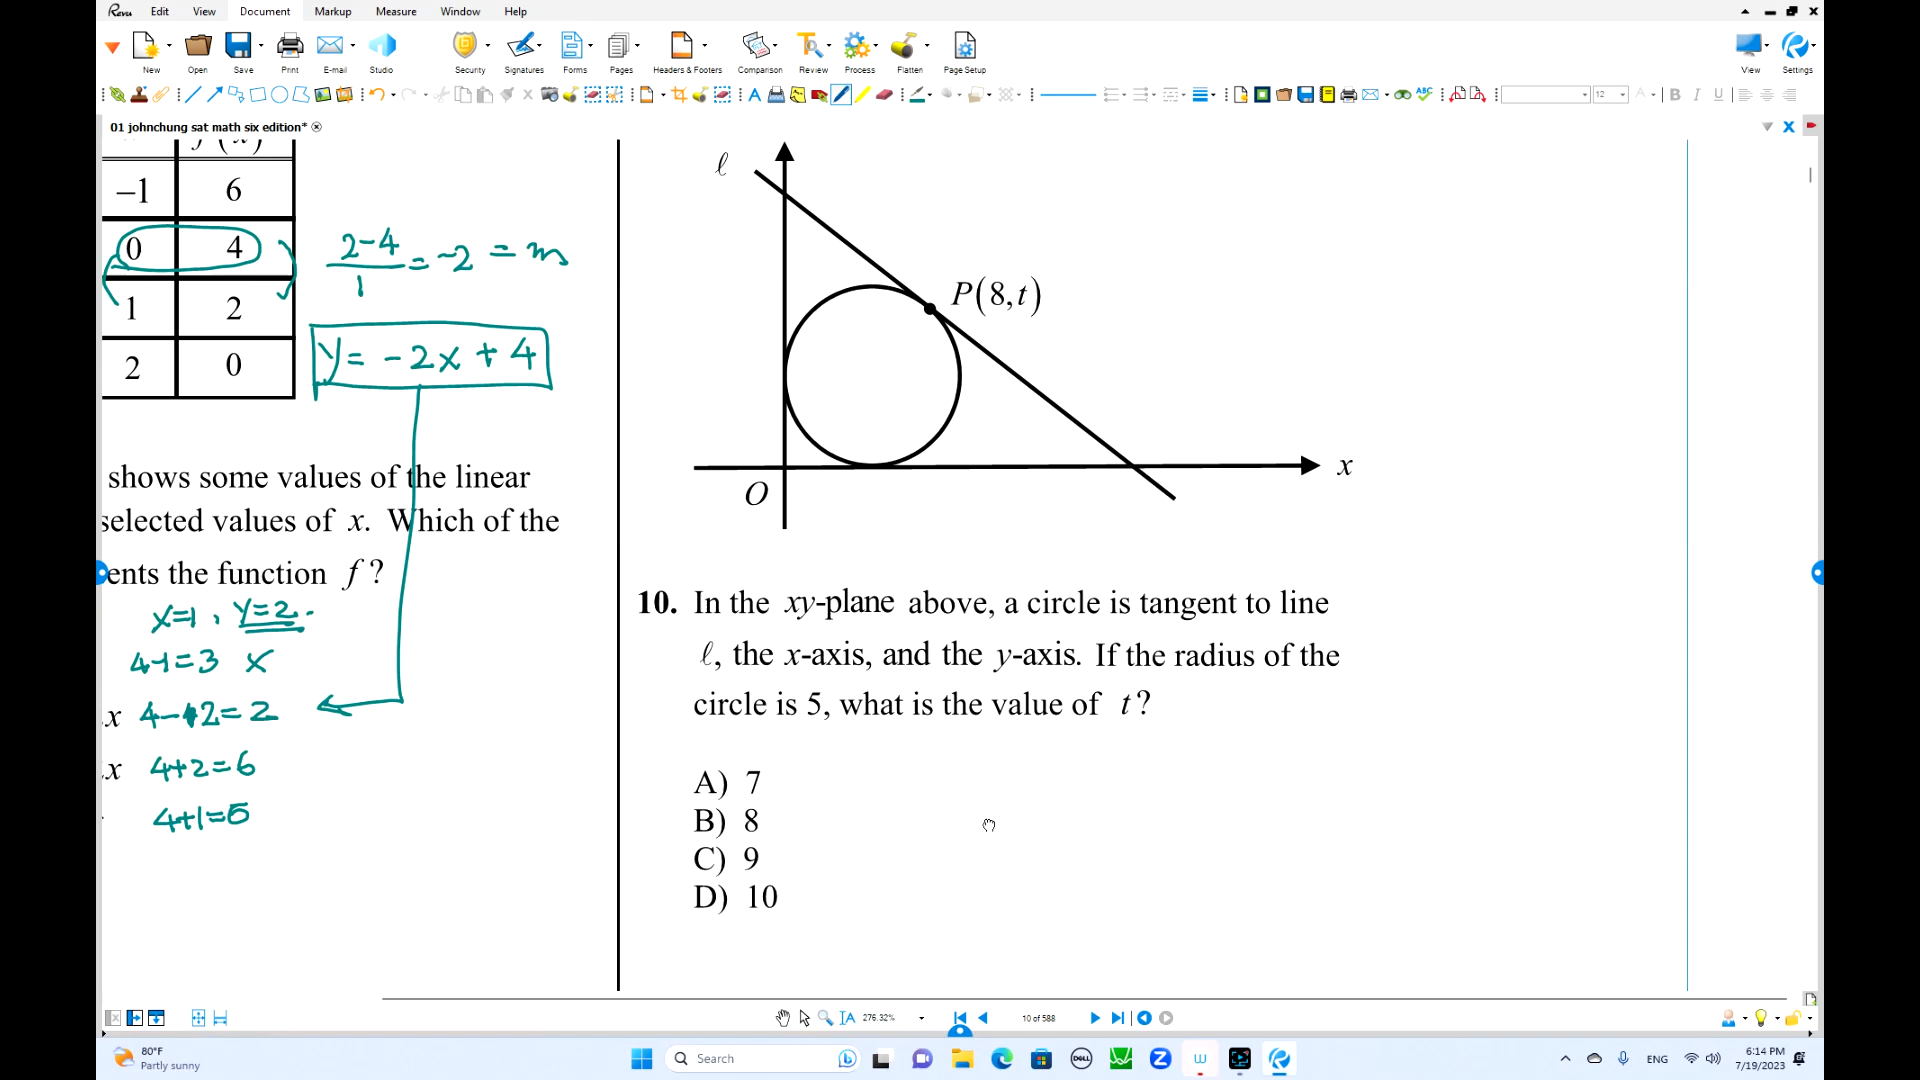 Revu Edit View Document Markup Measure Window Help
New Open Save Print E-mail Studio Security Signatures Forms Pages Headers & Footers Comparison Review Process Flatten Page Setup View Settings
12
01 johnchung sat math six edition*
f (x)
–1 6
0 4
1 2
2 0
2-4
1
= -2 = m
y = -2x + 4
shows some values of the linear
selected values of x. Which of the
ents the function f ?
x=1, y=2.
4-1=3 x
x 4-2=2
x 4+2=6
4+1=5
ℓ
P(8,t)
x
O
10. In the xy-plane above, a circle is tangent to line
ℓ, the x-axis, and the y-axis. If the radius of the
circle is 5, what is the value of t?
A) 7
B) 8
C) 9
D) 10
276.32%
10 of 588
80°F
Partly sunny
Search
ENG
6:14 PM
7/19/2023